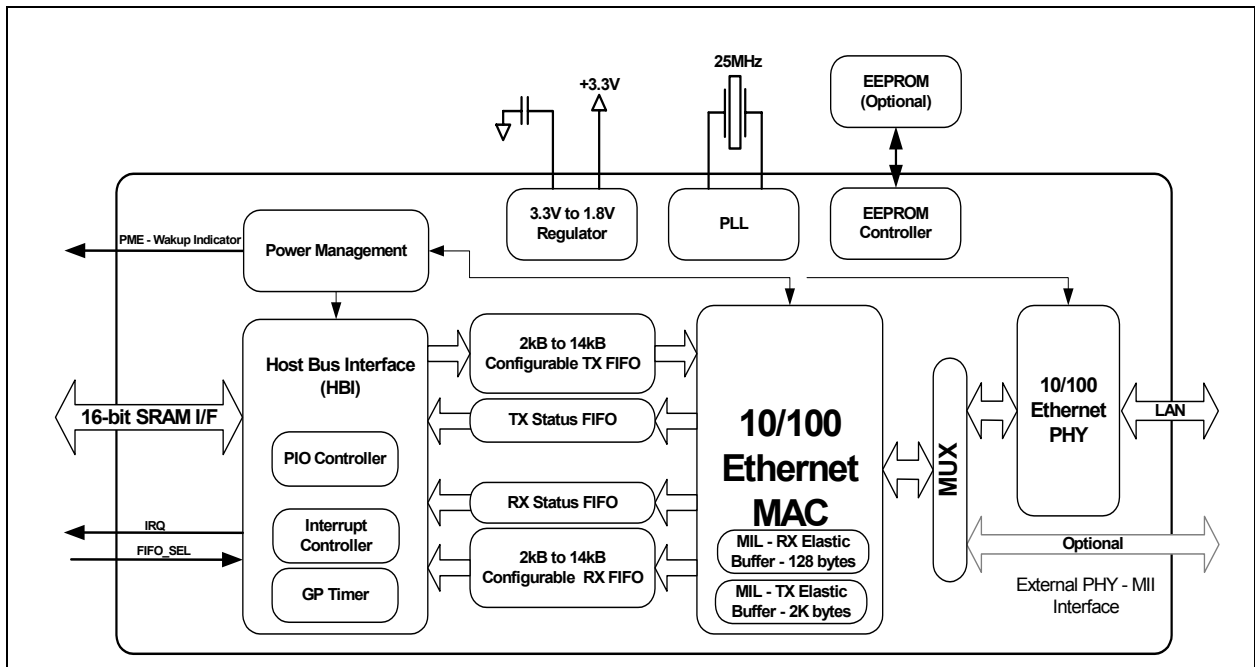 25MHz
+3.3V
EEPROM
(Optional)
3.3V to 1.8V
Regulator
PLL
EEPROM
Controller
PME - Wakup Indicator
Power Management
Host Bus Interface
(HBI)
2kB to 14kB
Configurable TX FIFO
16-bit SRAM I/F
TX Status FIFO
PIO Controller
RX Status FIFO
IRQ
FIFO_SEL
Interrupt
Controller
2kB to 14kB
Configurable RX FIFO
GP Timer
10/100
Ethernet
MAC
MIL - RX Elastic
Buffer - 128 bytes
MIL - TX Elastic
Buffer - 2K bytes
MUX
10/100
Ethernet
PHY
LAN
Optional
External PHY - MII
Interface